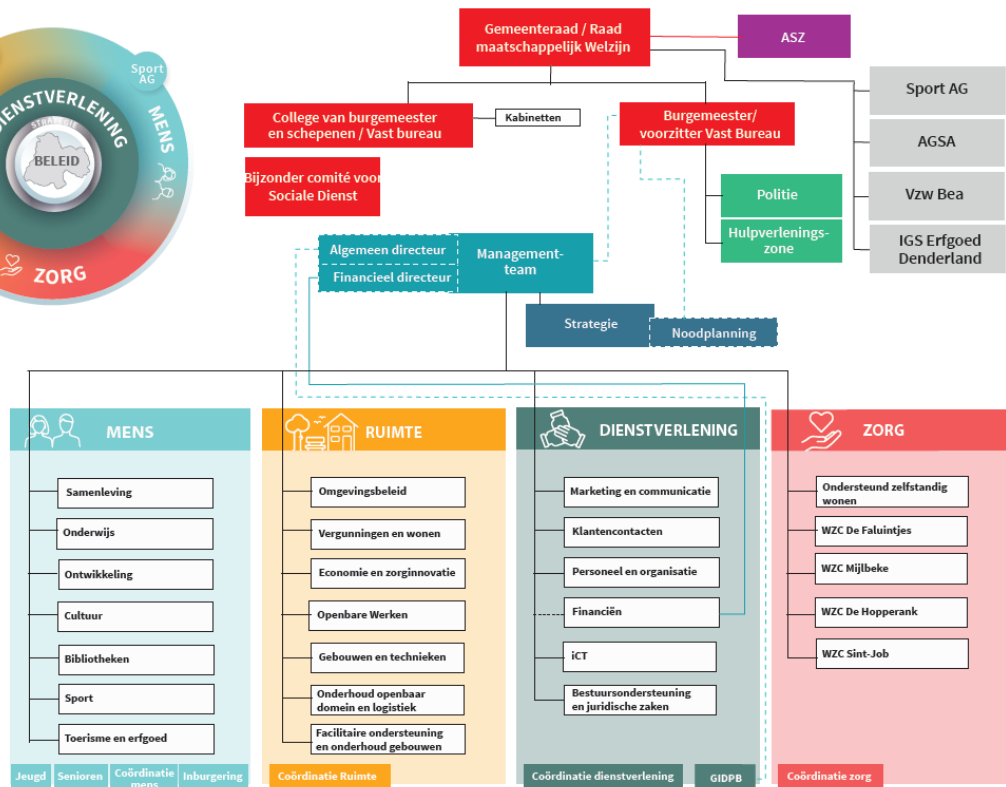 Sport
AG
DIENSTVERLENING
MENS
BELEID
ZORG
Gemeenteraad / Raad
maatschappelijk Welzijn
ASZ
College van burgemeester
en schepenen / Vast bureau
Kabinetten
Burgemeester/
voorzitter Vast Bureau
Sport AG
AGSA
Vzw Bea
IGS Erfgoed
Denderland
Bijzonder comité voor
Sociale Dienst
Politie
Hulpverlenings-
zone
Algemeen directeur
Financieel directeur
Management-
team
Strategie
Noodplanning
MENS
Samenleving
Onderwijs
Ontwikkeling
Cultuur
Bibliotheken
Sport
Toerisme en erfgoed
Jeugd
Senioren
Coördinatie
mens
Inburgering
RUIMTE
Omgevingsbeleid
Vergunningen en wonen
Economie en zorginnovatie
Openbare Werken
Gebouwen en technieken
Onderhoud openbaar
domein en logistiek
Facilitaire ondersteuning
en onderhoud gebouwen
Coördinatie Ruimte
DIENSTVERLENING
Marketing en communicatie
Klantencontacten
Personeel en organisatie
Financiën
iCT
Bestuursondersteuning
en juridische zaken
Coördinatie dienstverlening
GIDPB
ZORG
Ondersteund zelfstandig
wonen
WZC De Faluintjes
WZC Mijlbeke
WZC De Hopperank
WZC Sint-Job
Coördinatie zorg